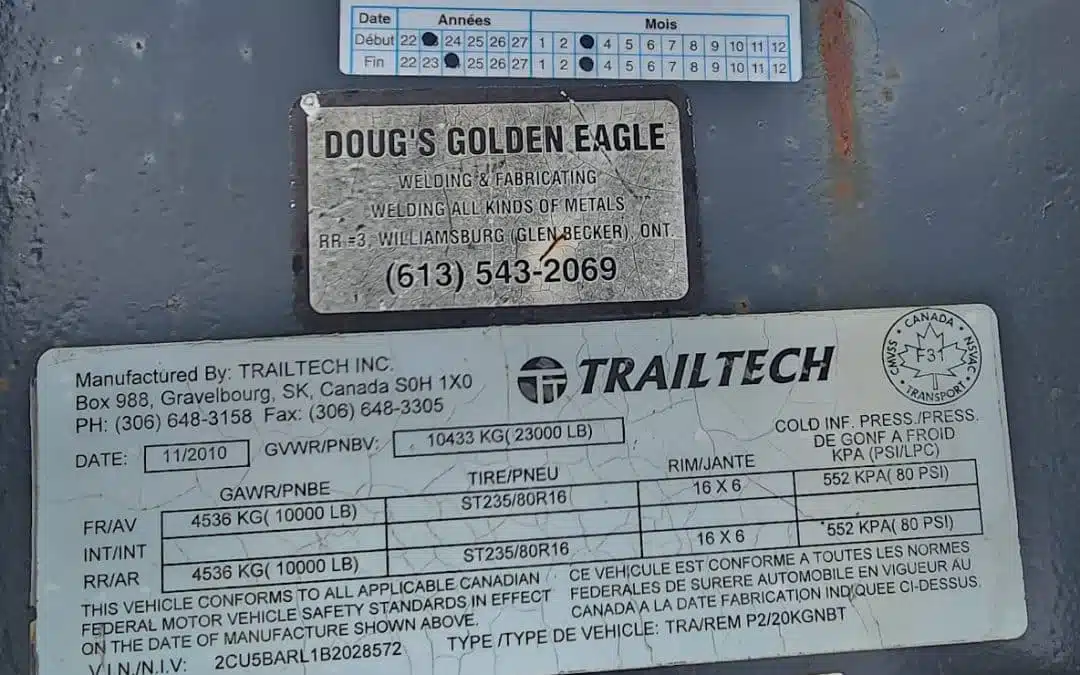 Date Années Mois
Début 22 24 25 26 27 1 2 4 5 6 7 8 9 10 11 12
Fin 22 23 25 26 27 1 2 4 5 6 7 8 9 10 11 12
DOUG'S GOLDEN EAGLE
WELDING & FABRICATING
WELDING ALL KINDS OF METALS
RR #3, WILLIAMSBURG (GLEN BECKER), ONT.
(613) 543-2069
Manufactured By: TRAILTECH INC.
Box 988, Gravelbourg, SK, Canada S0H 1X0
PH: (306) 648-3158 Fax: (306) 648-3305
TRAILTECH
CANADA
F31
TRANSPORT
CMVSS
NSVAC
DATE: 11/2010 GVWR/PNBV: 10433 KG( 23000 LB)
COLD INF. PRESS./PRESS.
DE GONF A FROID
KPA (PSI/LPC)
GAWR/PNBE TIRE/PNEU RIM/JANTE
FR/AV 4536 KG( 10000 LB) ST235/80R16 16 X 6 552 KPA( 80 PSI)
INT/INT
RR/AR 4536 KG( 10000 LB) ST235/80R16 16 X 6 552 KPA( 80 PSI)
THIS VEHICLE CONFORMS TO ALL APPLICABLE CANADIAN
FEDERAL MOTOR VEHICLE SAFETY STANDARDS IN EFFECT
ON THE DATE OF MANUFACTURE SHOWN ABOVE.
CE VEHICULE EST CONFORME A TOUTES LES NORMES
FEDERALES DE SURERE AUTOMOBILE EN VIGUEUR AU
CANADA A LA DATE FABRICATION INDIQUEE CI-DESSUS.
V.I.N./N.I.V: 2CU5BARL1B2028572 TYPE /TYPE DE VEHICLE: TRA/REM P2/20KGNBT